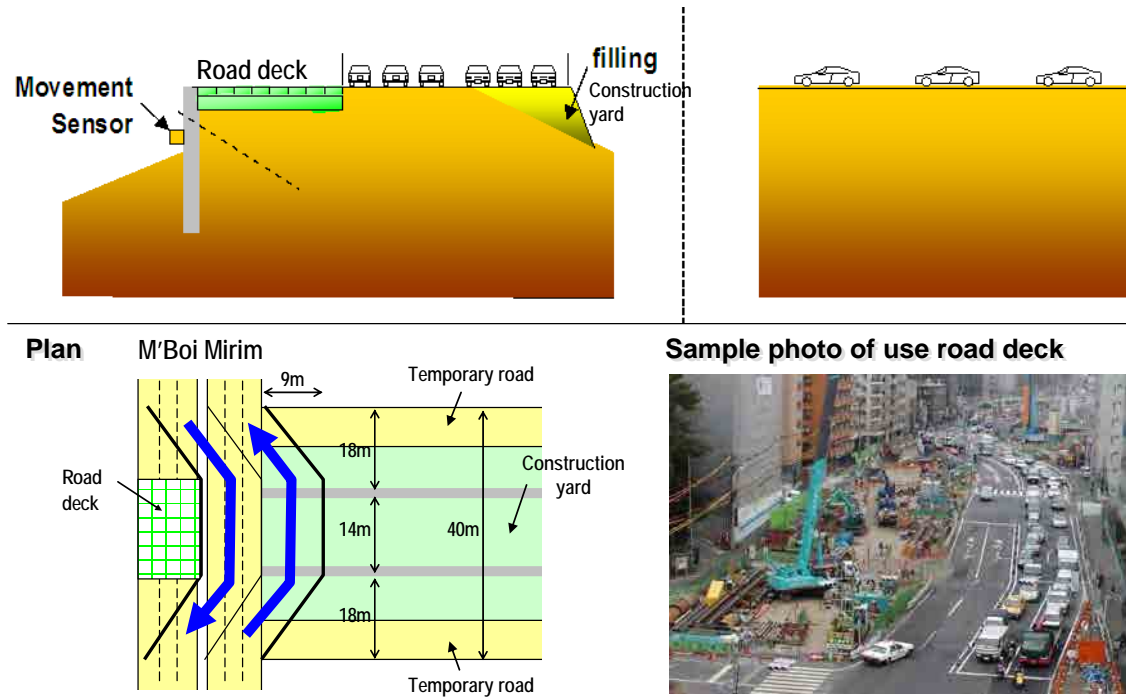 Road deck
filling
Movement
Sensor
Construction
yard
Plan
M'Boi Mirim
Sample photo of use road deck
9m
Temporary road
18m
Road
deck
Construction
yard
14m
40m
18m
Temporary road